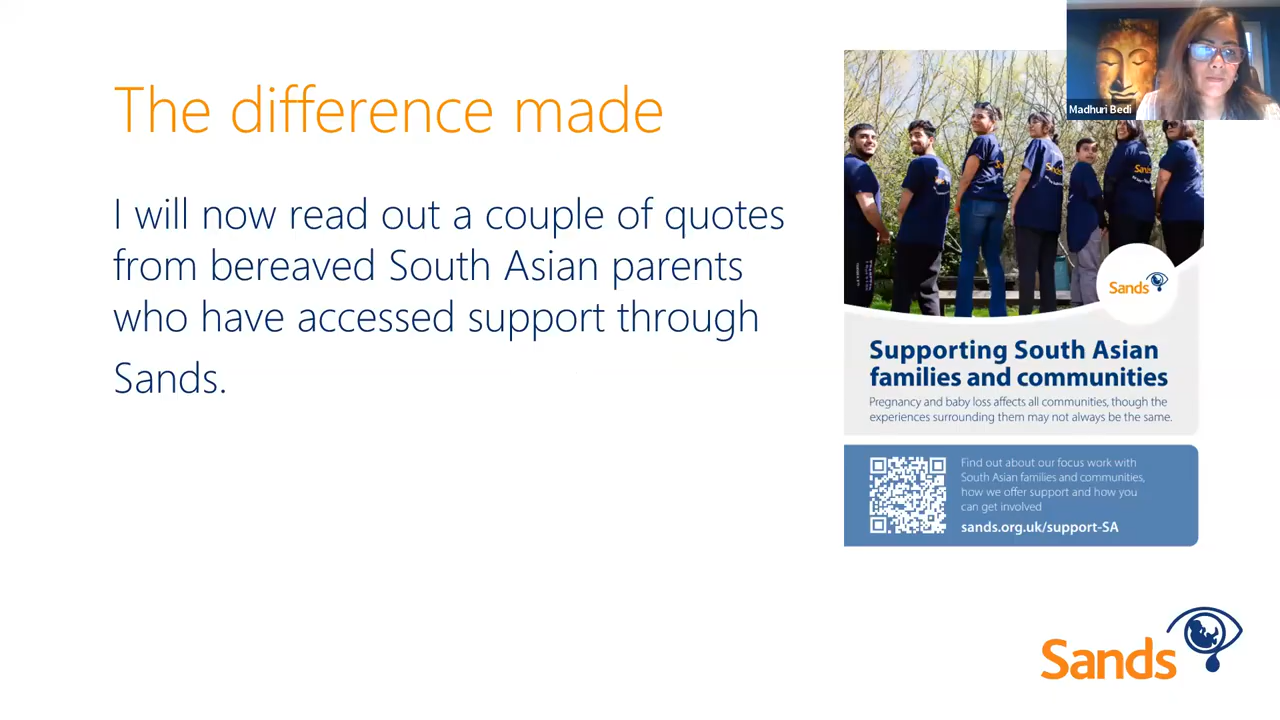 The difference made
I will now read out a couple of quotes
from bereaved South Asian parents
who have accessed support through
Sands.
Madhuri Bedi
Sands
Sands
Sands
Sands
Sands
Supporting South Asian
families and communities
Pregnancy and baby loss affects all communities, though the
experiences surrounding them may not always be the same.
Find out about our focus work with
South Asian families and communities,
how we offer support and how you
can get involved
sands.org.uk/support-SA
Sands